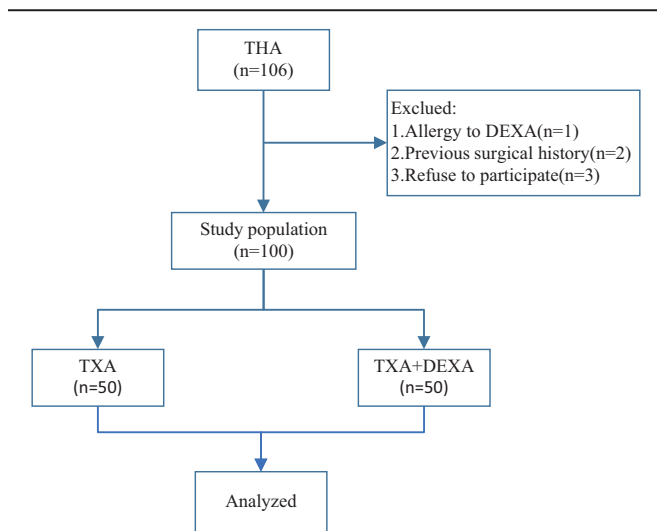 THA
(n=106)
Exclued:
1.Allergy to DEXA(n=1)
2.Previous surgical history(n=2)
3.Refuse to participate(n=3)
Study population
(n=100)
TXA
(n=50)
TXA+DEXA
(n=50)
Analyzed